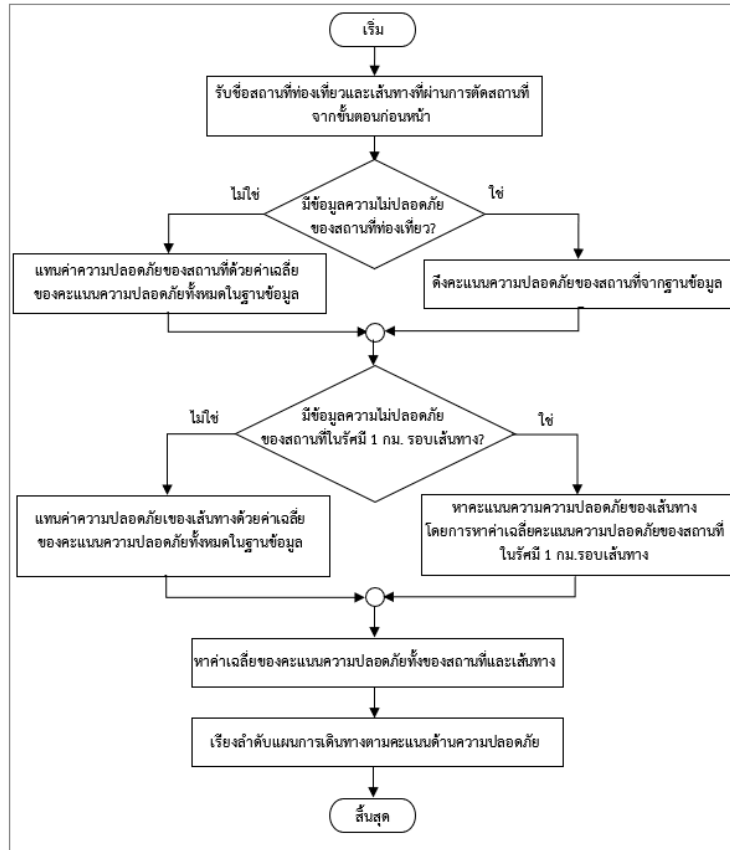 เริ่ม
รับชื่อสถานที่ท่องเที่ยวและเส้นทางที่ผ่านการตัดสถานที่
จากขั้นตอนก่อนหน้า
ไม่ใช่
ใช่
มีข้อมูลความไม่ปลอดภัย
ของสถานที่ท่องเที่ยว?
แทนค่าความปลอดภัยของสถานที่ด้วยค่าเฉลี่ย
ของคะแนนความปลอดภัยทั้งหมดในฐานข้อมูล
ดึงคะแนนความปลอดภัยของสถานที่จากฐานข้อมูล
ไม่ใช่
ใช่
มีข้อมูลความไม่ปลอดภัย
ของสถานที่ในรัศมี 1 กม. รอบเส้นทาง?
แทนค่าความปลอดภัยเของเส้นทางด้วยค่าเฉลี่ย
ของคะแนนความปลอดภัยทั้งหมดในฐานข้อมูล
หาคะแนนความความปลอดภัยของเส้นทาง
โดยการหาค่าเฉลี่ยคะแนนความปลอดภัยของสถานที่
ในรัศมี 1 กม.รอบเส้นทาง
หาค่าเฉลี่ยของคะแนนความปลอดภัยทั้งของสถานที่และเส้นทาง
เรียงลำดับแผนการเดินทางตามคะแนนด้านความปลอดภัย
สิ้นสุด